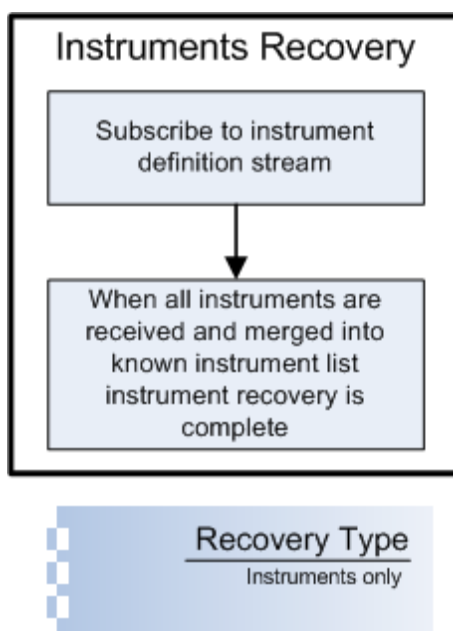 Instruments Recovery
Subscribe to instrument
definition stream
When all instruments are
received and merged into
known instrument list
instrument recovery is
complete
Recovery Type
Instruments only